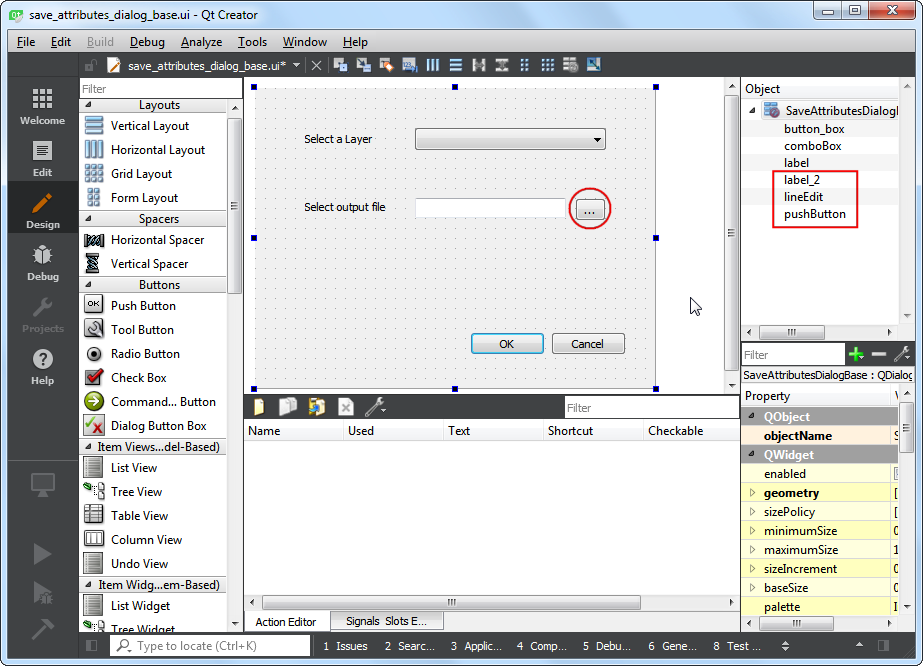 save_attributes_dialog_base.ui - Qt Creator
File Edit Build Debug Analyze Tools Window Help
save_attributes_dialog_base.ui*
Welcome
Edit
Design
Debug
Projects
Help
Filter
Layouts
Vertical Layout
Horizontal Layout
Grid Layout
Form Layout
Spacers
Horizontal Spacer
Vertical Spacer
Buttons
OK Push Button
Tool Button
Radio Button
Check Box
Command... Button
Dialog Button Box
Item Views...del-Based)
List View
Tree View
Table View
Column View
Undo View
Item Widg...em-Based)
List Widget
Tree Widget
Select a Layer
Select output file
...
OK Cancel
Filter
Name Used Text Shortcut Checkable
Action Editor Signals Slots E...
Object
SaveAttributesDialogl
button_box
comboBox
label
label_2
lineEdit
pushButton
Filter
SaveAttributesDialogBase : QDialog
Property
QObject
objectName
QWidget
enabled
geometry
sizePolicy
minimumSize
maximumSize
sizeIncrement
baseSize
palette
Type to locate (Ctrl+K) 1 Issues 2 Searc... 3 Applic... 4 Comp... 5 Debu... 6 Gene... 8 Test ...